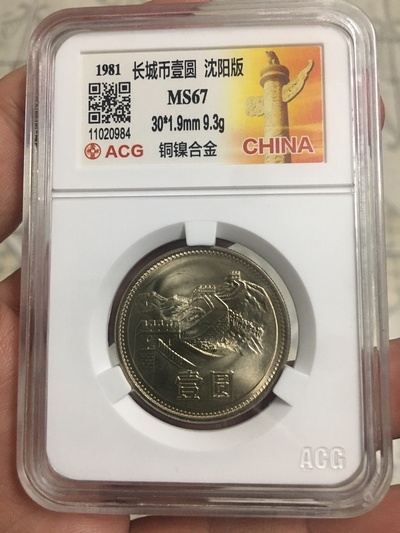 1981 长城币壹圆 沈阳版
MS67
30*1.9mm 9.3g
11020984
ACG 铜镍合金
CHINA
壹圆
ACG